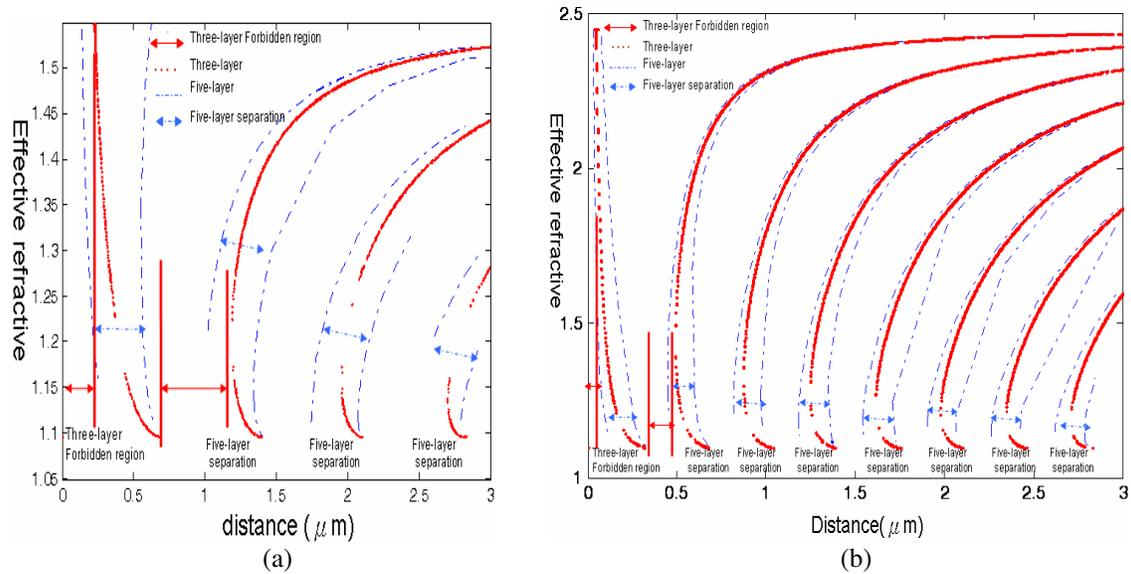 (a)
Three-layer Forbidden region
Three-layer
Five-layer
Five-layer separation
1.5
1.45
1.4
1.35
1.3
1.25
1.2
1.15
1.1
1.05
Effective refractive
Three-layer
Forbidden region
Five-layer
separation
Five-layer
separation
Five-layer
separation
0
0.5
1
1.5
2
2.5
3
distance ( μ m)
(a)
(b)
Three-layer Forbidden region
Three-layer
Five-layer
Five-layer separation
2.5
2
1.5
1
Effective refractive
Three-layer
Forbidden region
Five-layer
separation
Five-layer
separation
Five-layer
separation
Five-layer
separation
Five-layer
separation
Five-layer
separation
Five-layer
separation
0
0.5
1
1.5
2
2.5
3
Distance( μ m)
(b)